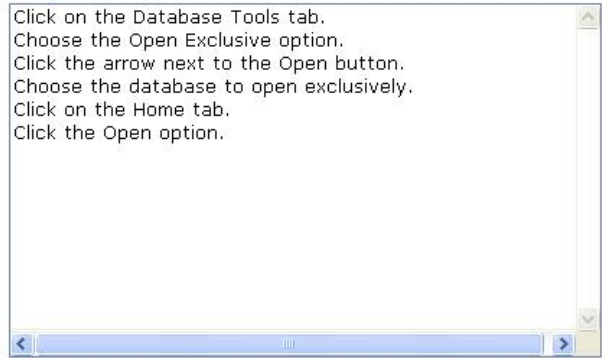 Click on the Database Tools tab.
Choose the Open Exclusive option.
Click the arrow next to the Open button.
Choose the database to open exclusively.
Click on the Home tab.
Click the Open option.